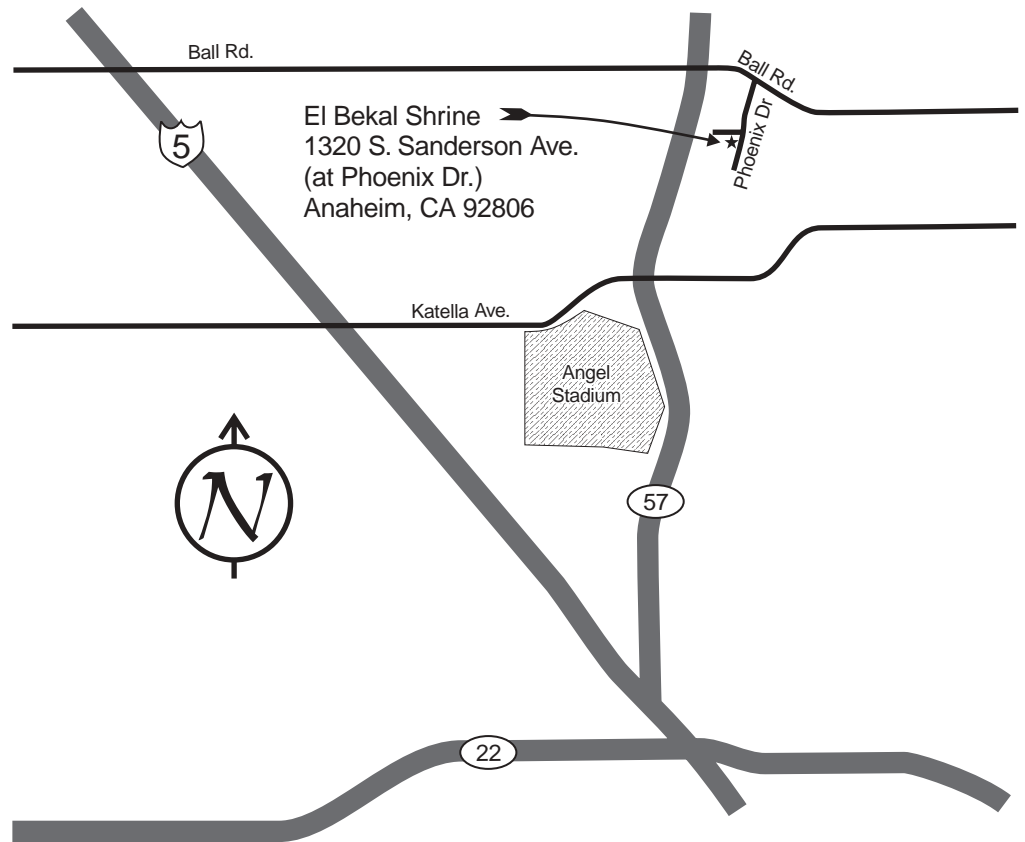 Ball Rd.
Ball Rd.
5
El Bekal Shrine
1320 S. Sanderson Ave.
(at Phoenix Dr.)
Anaheim, CA 92806
Phoenix Dr
Katella Ave.
Angel
Stadium
N
57
22